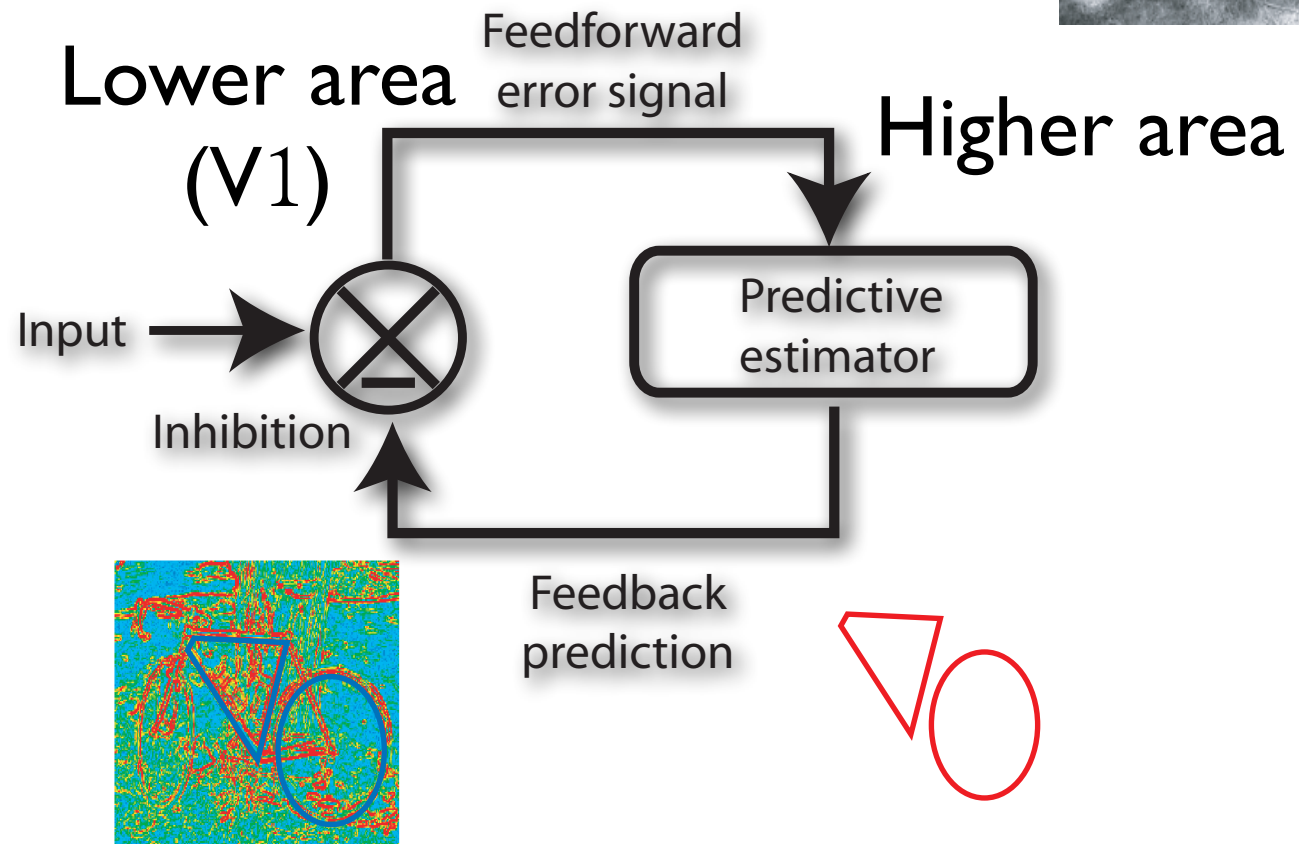 Feedforward
error signal
Lower area
(V1)
Higher area
Input
Predictive
estimator
Inhibition
Feedback
prediction